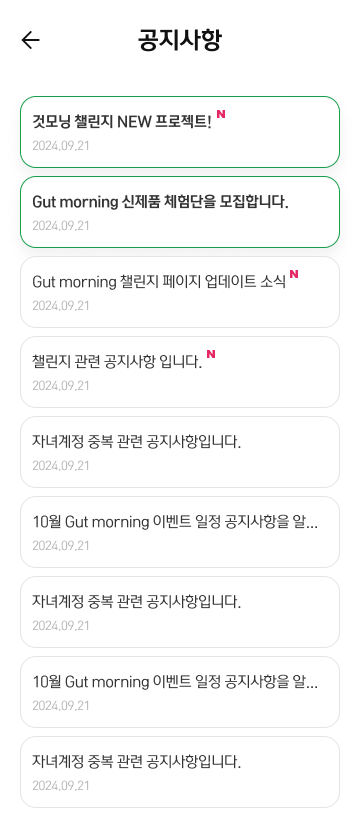 공지사항
것모닝 챌린지 NEW 프로젝트! N
2024.09.21
Gut morning 신제품 체험단을 모집합니다.
2024.09.21
Gut morning 챌린지 페이지 업데이트 소식 N
2024.09.21
챌린지 관련 공지사항 입니다. N
2024.09.21
자녀계정 중복 관련 공지사항입니다.
2024.09.21
10월 Gut morning 이벤트 일정 공지사항을 알...
2024.09.21
자녀계정 중복 관련 공지사항입니다.
2024.09.21
10월 Gut morning 이벤트 일정 공지사항을 알...
2024.09.21
자녀계정 중복 관련 공지사항입니다.
2024.09.21